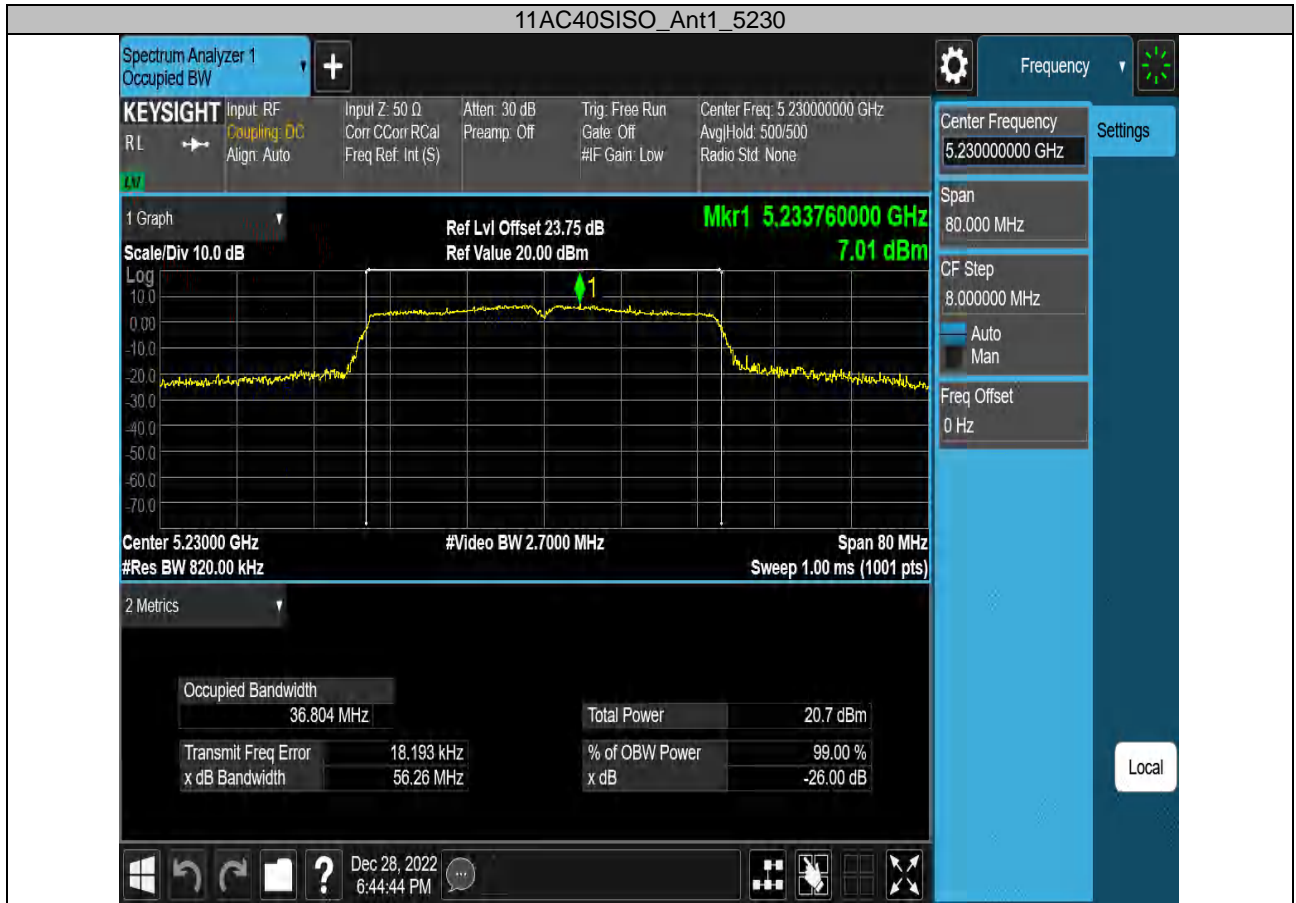 11AC40SISO_Ant1_5230
Spectrum Analyzer 1
Occupied BW
Frequency
KEYSIGHT
RL
Input: RF
Coupling: DC
Align: Auto
Input Z: 50 Ω
Corr CCorr RCal
Freq Ref: Int (S)
Atten: 30 dB
Preamp: Off
Trig: Free Run
Gate: Off
#IF Gain: Low
Center Freq: 5.230000000 GHz
Avg|Hold: 500/500
Radio Std: None
Center Frequency
5.230000000 GHz
Settings
Span
80.000 MHz
CF Step
8.000000 MHz
Auto
Man
Freq Offset
0 Hz
1 Graph
Scale/Div 10.0 dB
Ref Lvl Offset 23.75 dB
Ref Value 20.00 dBm
Mkr1 5.233760000 GHz
7.01 dBm
Log
10.0
0.00
-10.0
-20.0
-30.0
-40.0
-50.0
-60.0
-70.0
1
Center 5.23000 GHz
#Video BW 2.7000 MHz
Span 80 MHz
#Res BW 820.00 kHz
Sweep 1.00 ms (1001 pts)
2 Metrics
Occupied Bandwidth
36.804 MHz
Total Power 20.7 dBm
Transmit Freq Error 18.193 kHz
% of OBW Power 99.00 %
x dB Bandwidth 56.26 MHz
x dB -26.00 dB
Local
Dec 28, 2022
6:44:44 PM